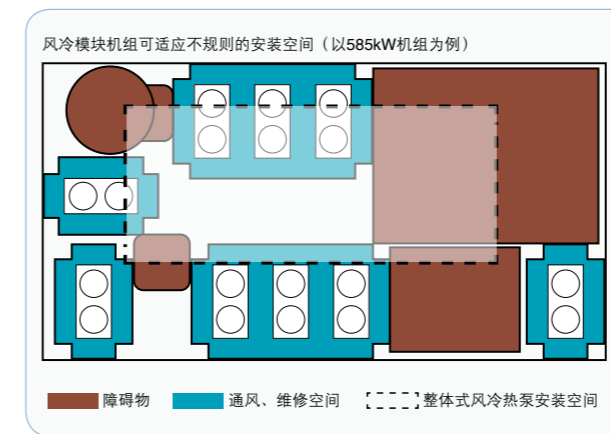 风冷模块机组可适应不规则的安装空间（以585kW机组为例）
障碍物 通风、维修空间 整体式风冷热泵安装空间